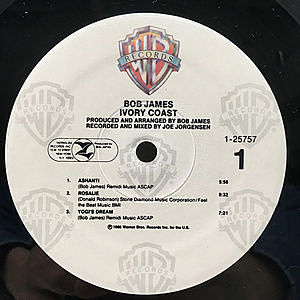 RECORDS
BOB JAMES
IVORY COAST
PRODUCED AND ARRANGED BY BOB JAMES
RECORDED AND MIXED BY JOE JORGENSEN
1-25757
1
1. ASHANTI 5:56
(Bob James) Remidi Music ASCAP
2. ROSALIE 9:32
(Donald Robinson) Stone Diamond Music Corporation/Feel
the Beat Music BMI
3. YOGI'S DREAM 7:21
(Bob James) Remidi Music ASCAP
1988 Warner Bros. Records Inc. for the U.S.